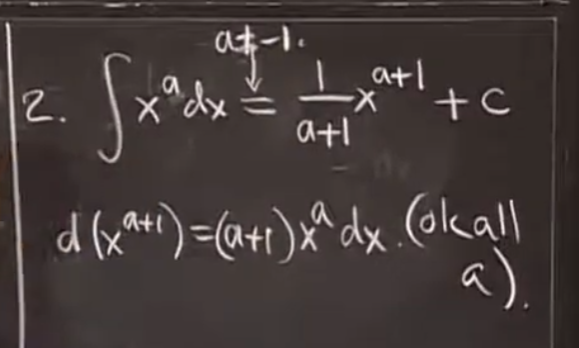 a≠-1.
2. ∫x^a dx = 1/(a+1) x^(a+1) + c
d(x^(a+1))=(a+1)x^a dx. (ok all
a).